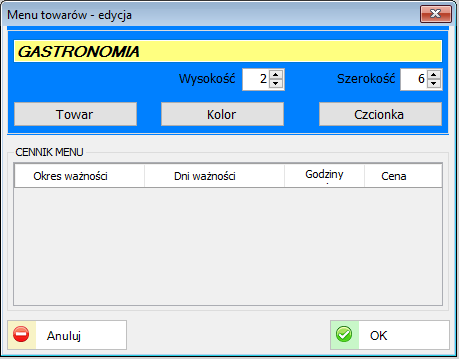 Menu towarów - edycja
GASTRONOMIA
Wysokość 2 Szerokość 6
Towar Kolor Czcionka
CENNIK MENU
Okres ważności Dni ważności Godziny Cena
Anuluj OK